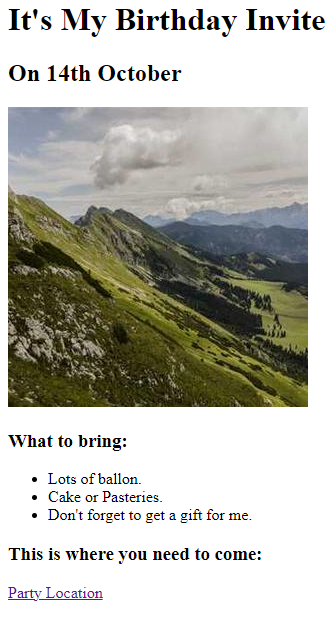 It's My Birthday Invite
On 14th October
What to bring:
Lots of ballon.
Cake or Pasteries.
Don't forget to get a gift for me.
This is where you need to come:
Party Location